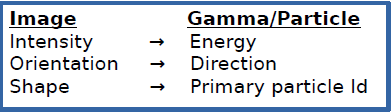 Image Gamma/Particle
Intensity → Energy
Orientation → Direction
Shape → Primary particle Id